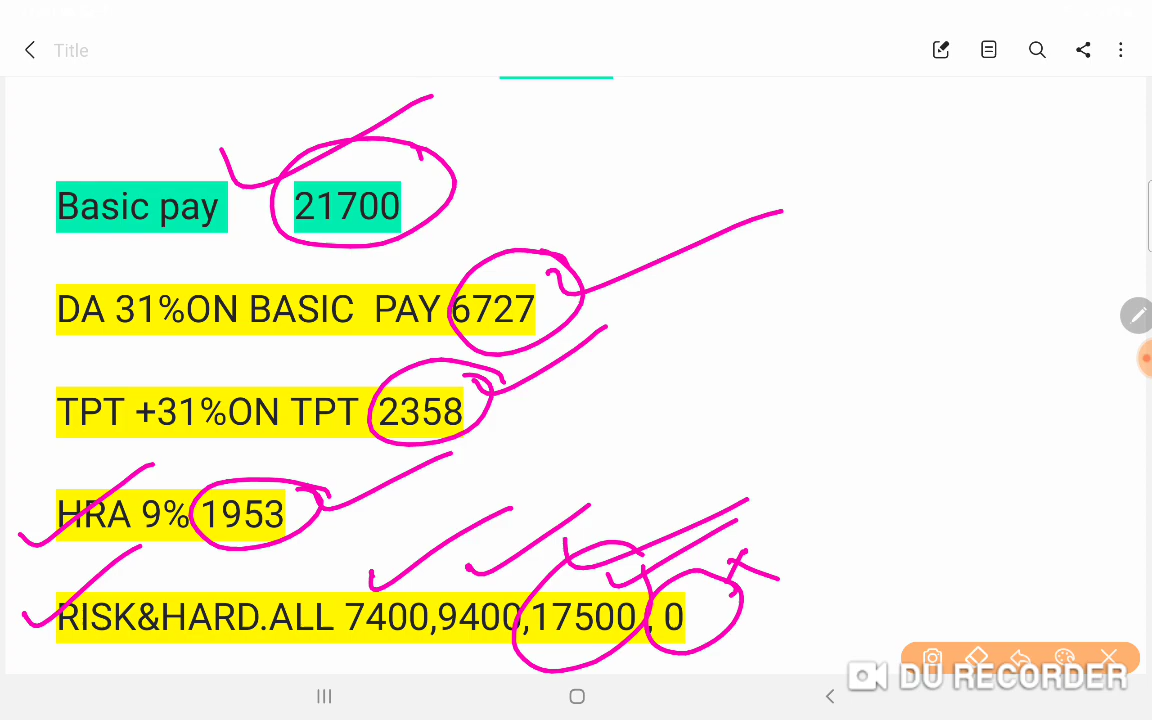 Title
Basic pay 21700
DA 31%ON BASIC PAY 6727
TPT +31%ON TPT 2358
HRA 9% 1953
RISK&HARD.ALL 7400,9400,17500 , 0
DU RECORDER